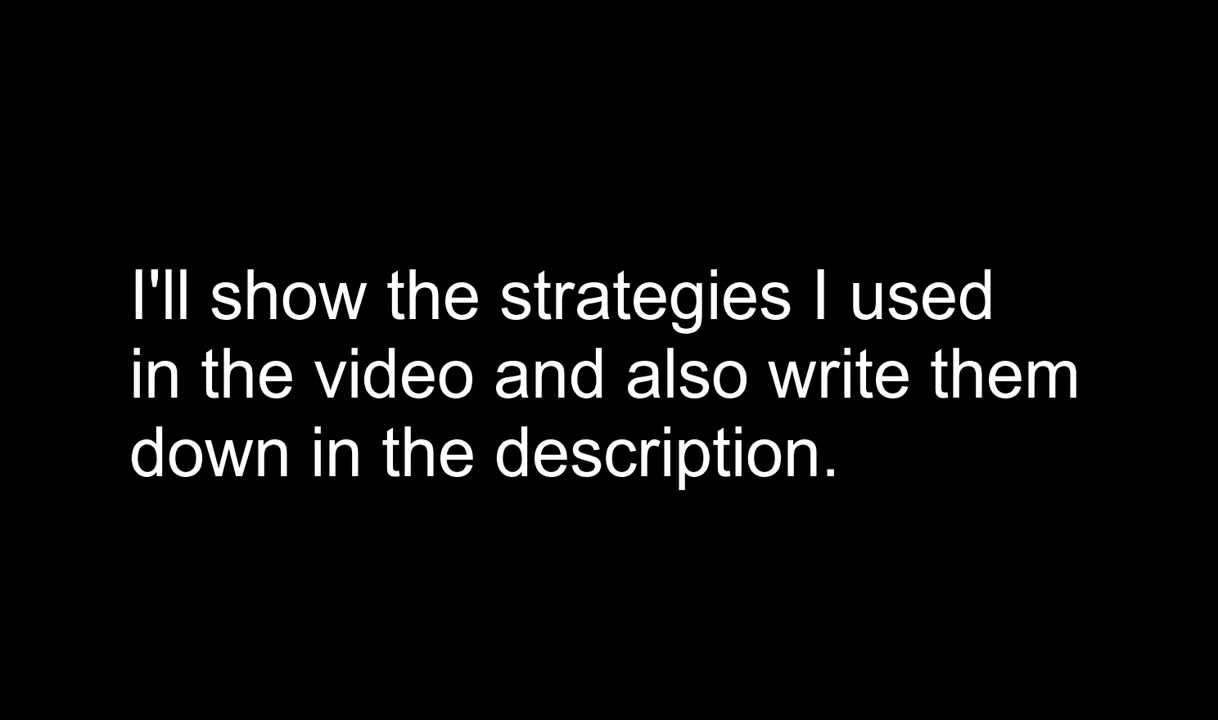 I'll show the strategies I used
in the video and also write them
down in the description.